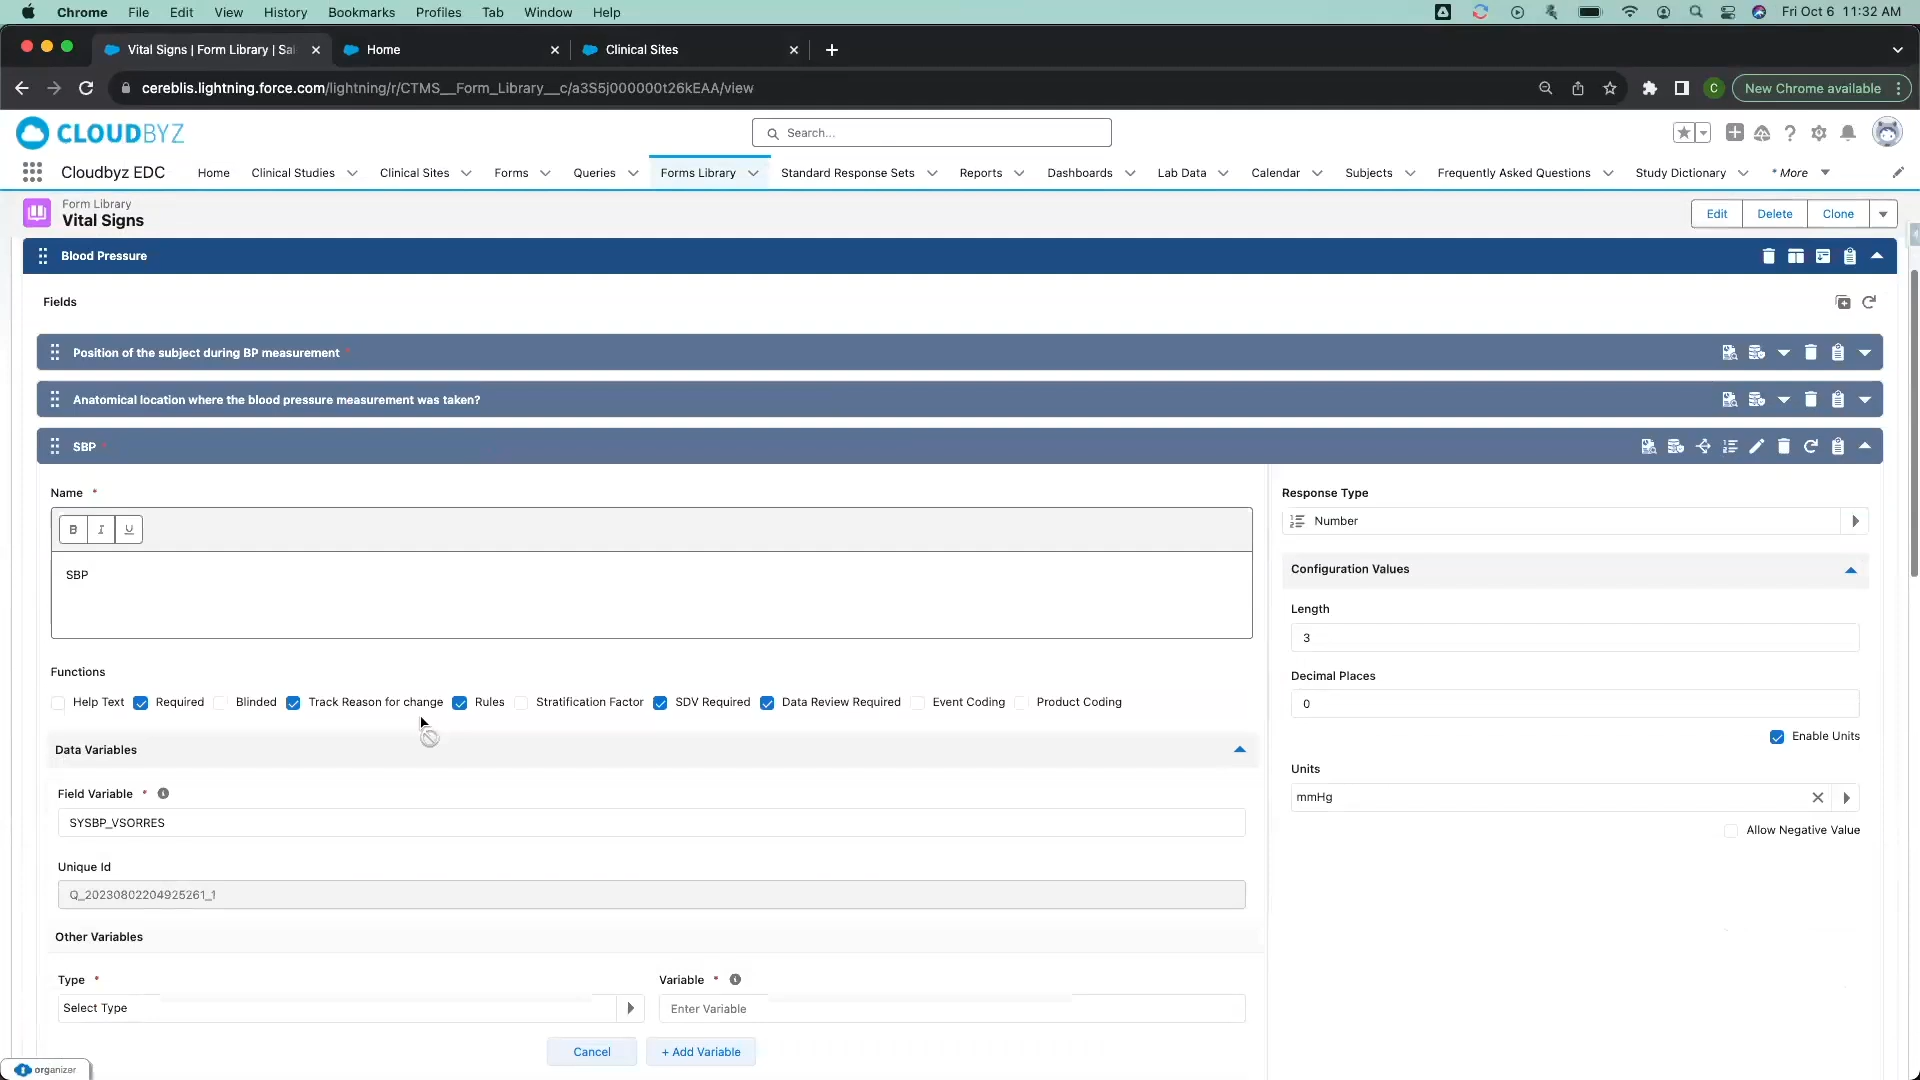 Chrome File Edit View History Bookmarks Profiles Tab Window Help Fri Oct 6 11:32 AM
Vital Signs | Form Library | Sal Home Clinical Sites
cereblis.lightning.force.com/lightning/r/CTMS__Form_Library__c/a3S5j000000t26kEAA/view C New Chrome available
CLOUDBYZ Search...
Cloudbyz EDC Home Clinical Studies Clinical Sites Forms Queries Forms Library Standard Response Sets Reports Dashboards Lab Data Calendar Subjects Frequently Asked Questions Study Dictionary * More
Form Library
Vital Signs Edit Delete Clone
Blood Pressure
Fields
Position of the subject during BP measurement *
Anatomical location where the blood pressure measurement was taken?
SBP *
Name * Response Type
B I U Number
SBP Configuration Values
Length
3
Functions Decimal Places
Help Text Required Blinded Track Reason for change Rules Stratification Factor SDV Required Data Review Required Event Coding Product Coding 0
Enable Units
Data Variables Units
Field Variable * mmHg
SYSBP_VSORRES Allow Negative Value
Unique Id
Q_20230802204925261_1
Other Variables
Type * Variable *
Select Type Enter Variable
Cancel + Add Variable
organizer